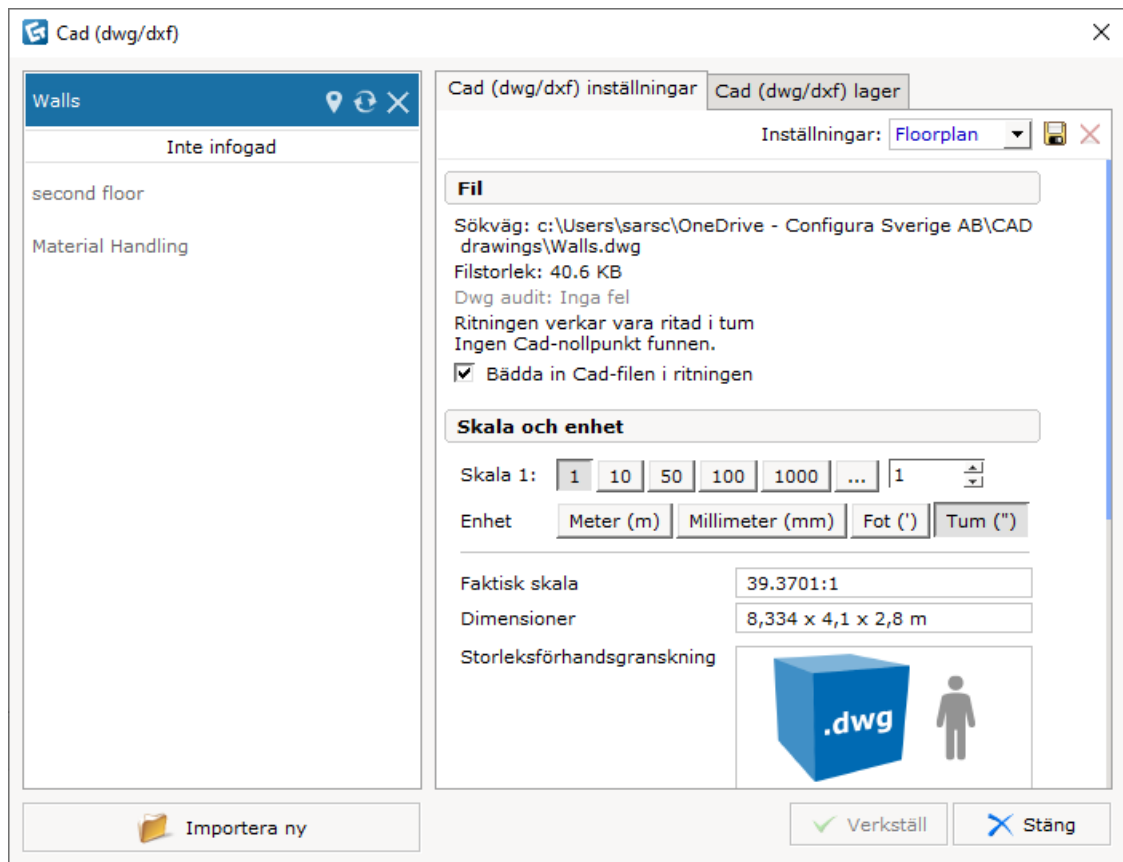 Cad (dwg/dxf)
Walls
Inte infogad
second floor
Material Handling
Importera ny
Cad (dwg/dxf) inställningar
Cad (dwg/dxf) lager
Inställningar: Floorplan
Fil
Sökväg: c:\Users\sarsc\OneDrive - Configura Sverige AB\CAD
drawings\Walls.dwg
Filstorlek: 40.6 KB
Dwg audit: Inga fel
Ritningen verkar vara ritad i tum
Ingen Cad-nollpunkt funnen.
Bädda in Cad-filen i ritningen
Skala och enhet
Skala 1: 1 10 50 100 1000 ... 1
Enhet Meter (m) Millimeter (mm) Fot (') Tum (")
Faktisk skala 39.3701:1
Dimensioner 8,334 x 4,1 x 2,8 m
Storleksförhandsgranskning
.dwg
Verkställ
Stäng